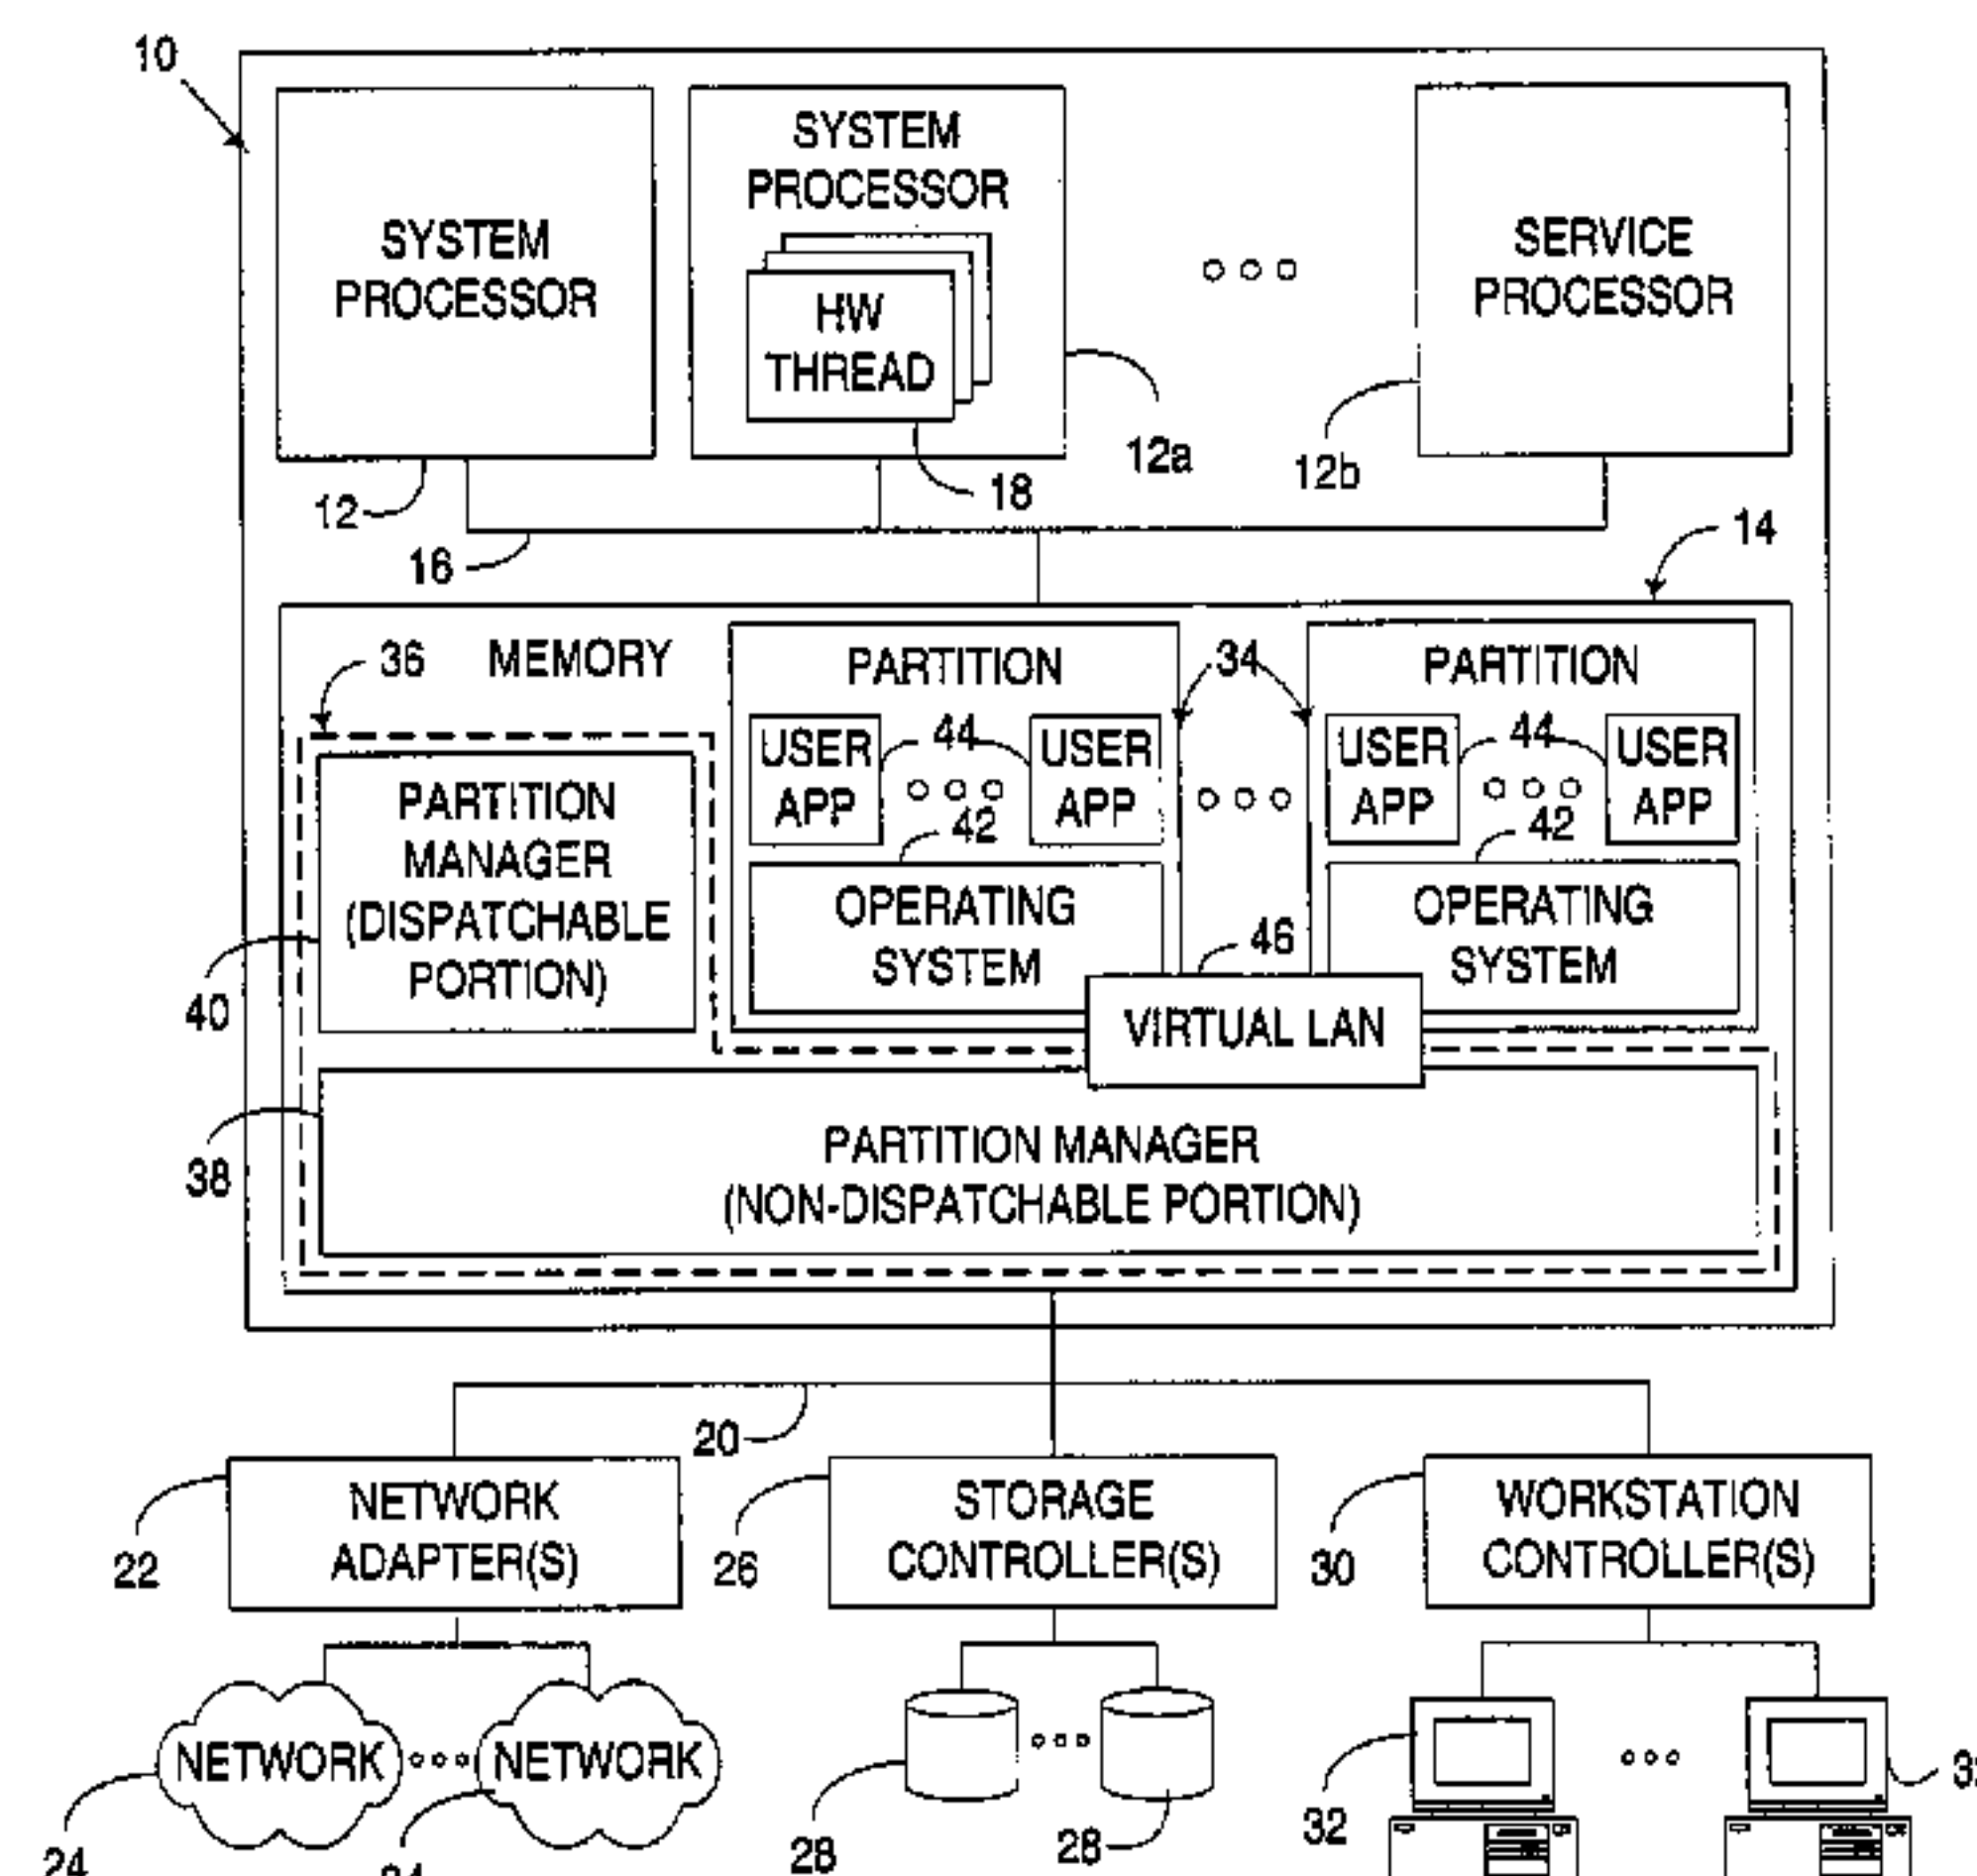 10
SYSTEM
PROCESSOR
SYSTEM
PROCESSOR
HW
THREAD
SERVICE
PROCESSOR
12
12a
12b
18
16
14
36
MEMORY
PARTITION
34
PARTITION
USER
APP
44
USER
APP
USER
APP
44
USER
APP
42
42
PARTITION
MANAGER
(DISPATCHABLE
PORTION)
OPERATING
SYSTEM
46
OPERATING
SYSTEM
40
VIRTUAL LAN
38
PARTITION MANAGER
(NON-DISPATCHABLE PORTION)
20
NETWORK
ADAPTER(S)
STORAGE
CONTROLLER(S)
WORKSTATION
CONTROLLER(S)
22
26
30
NETWORK
NETWORK
24
28
28
32